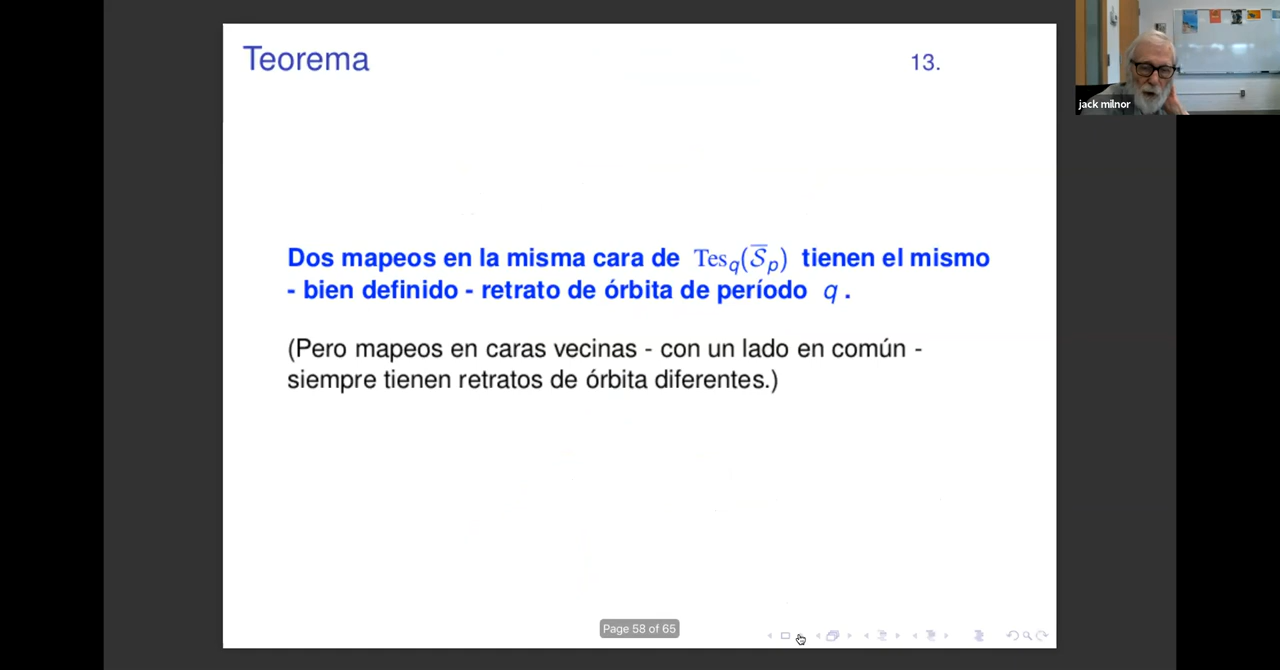 Teorema 13.
jack milnor
Dos mapeos en la misma cara de Tes_q(S̅_p) tienen el mismo
- bien definido - retrato de órbita de período q .
(Pero mapeos en caras vecinas - con un lado en común -
siempre tienen retratos de órbita diferentes.)
Page 58 of 65